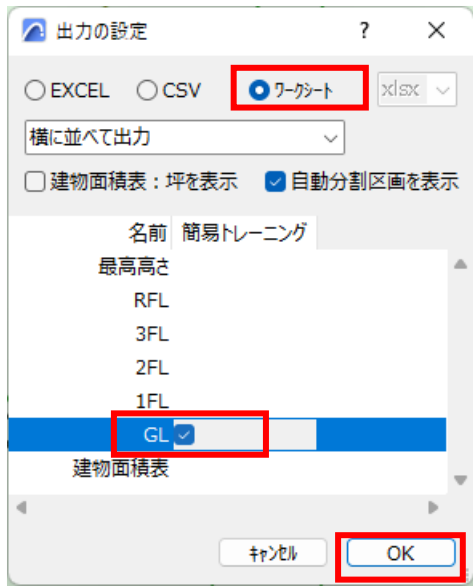 出力の設定 ?
EXCEL CSV ワークシート xlsx
横に並べて出力
建物面積表：坪を表示 自動分割区画を表示
名前 簡易トレーニング
最高高さ
RFL
3FL
2FL
1FL
GL
建物面積表
キャンセル OK